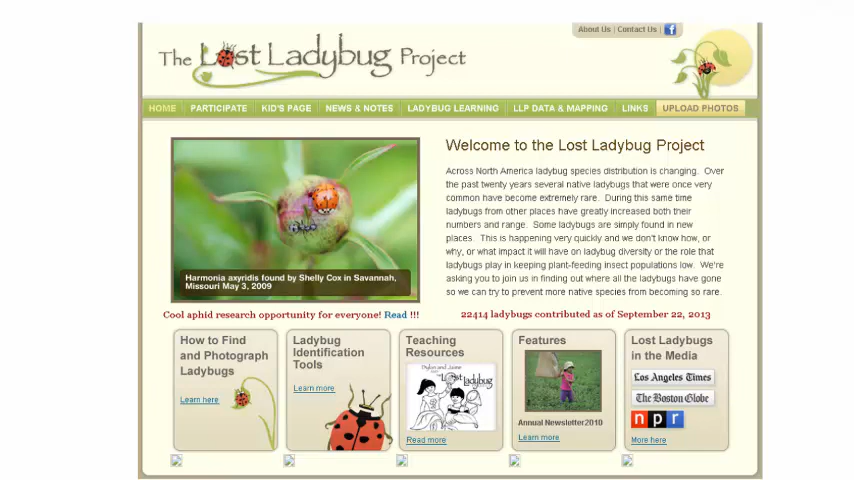 About Us | Contact Us |
The Lost Ladybug Project
HOME
PARTICIPATE
KID'S PAGE
NEWS & NOTES
LADYBUG LEARNING
LLP DATA & MAPPING
LINKS
UPLOAD PHOTOS
Welcome to the Lost Ladybug Project
Across North America ladybug species distribution is changing. Over
the past twenty years several native ladybugs that were once very
common have become extremely rare. During this same time
ladybugs from other places have greatly increased both their
numbers and range. Some ladybugs are simply found in new
places. This is happening very quickly and we don't know how, or
why, or what impact it will have on ladybug diversity or the role that
ladybugs play in keeping plant-feeding insect populations low. We're
asking you to join us in finding out where all the ladybugs have gone
so we can try to prevent more native species from becoming so rare.
Harmonia axyridis found by Shelly Cox in Savannah,
Missouri May 3, 2009
Cool aphid research opportunity for everyone! Read !!!
22414 ladybugs contributed as of September 22, 2013
How to Find
and Photograph
Ladybugs
Learn here
Ladybug
Identification
Tools
Learn more
Teaching
Resources
Dylan and Jaime
Lost Ladybug
Read more
Features
Annual Newsletter2010
Learn more
Lost Ladybugs
in the Media
Los Angeles Times
The Boston Globe
npr
More here